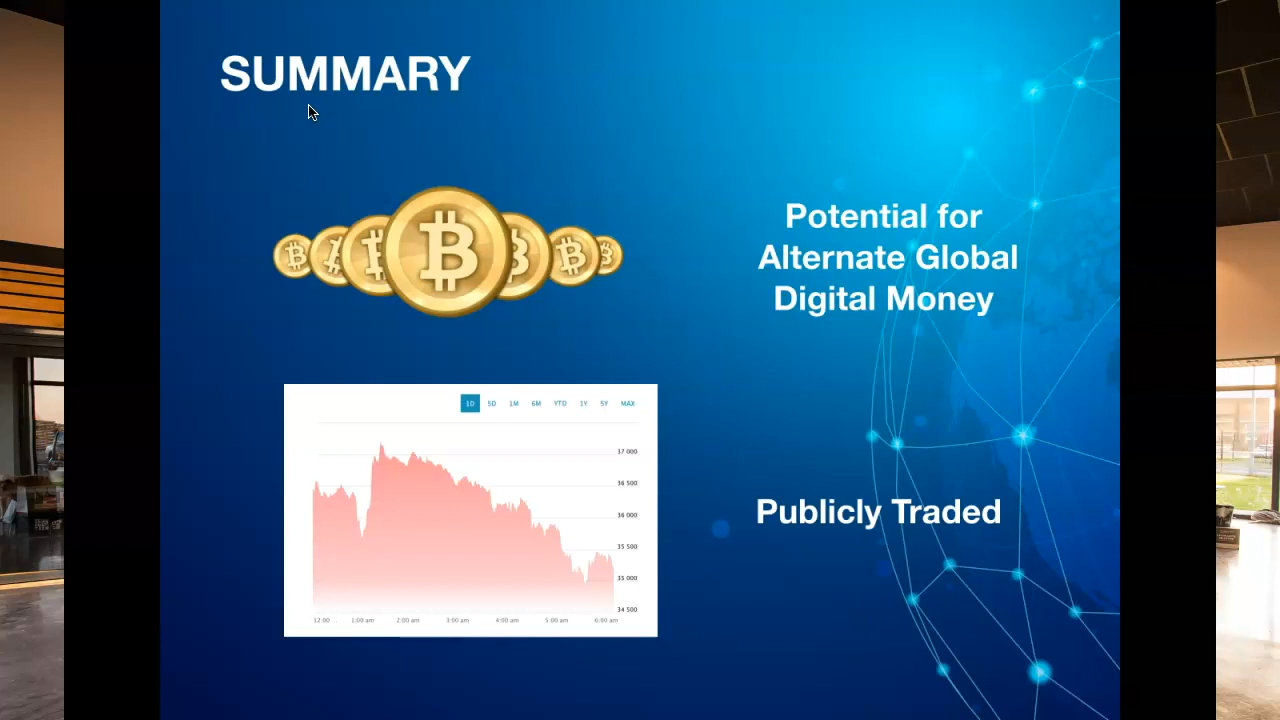 SUMMARY
Potential for
Alternate Global
Digital Money
1D 5D 1M 6M YTD 1Y 5Y MAX
37 000
36 500
36 000
35 500
35 000
34 500
12:00 ... 1:00 am 2:00 am 3:00 am 4:00 am 5:00 am 6:00 am
Publicly Traded